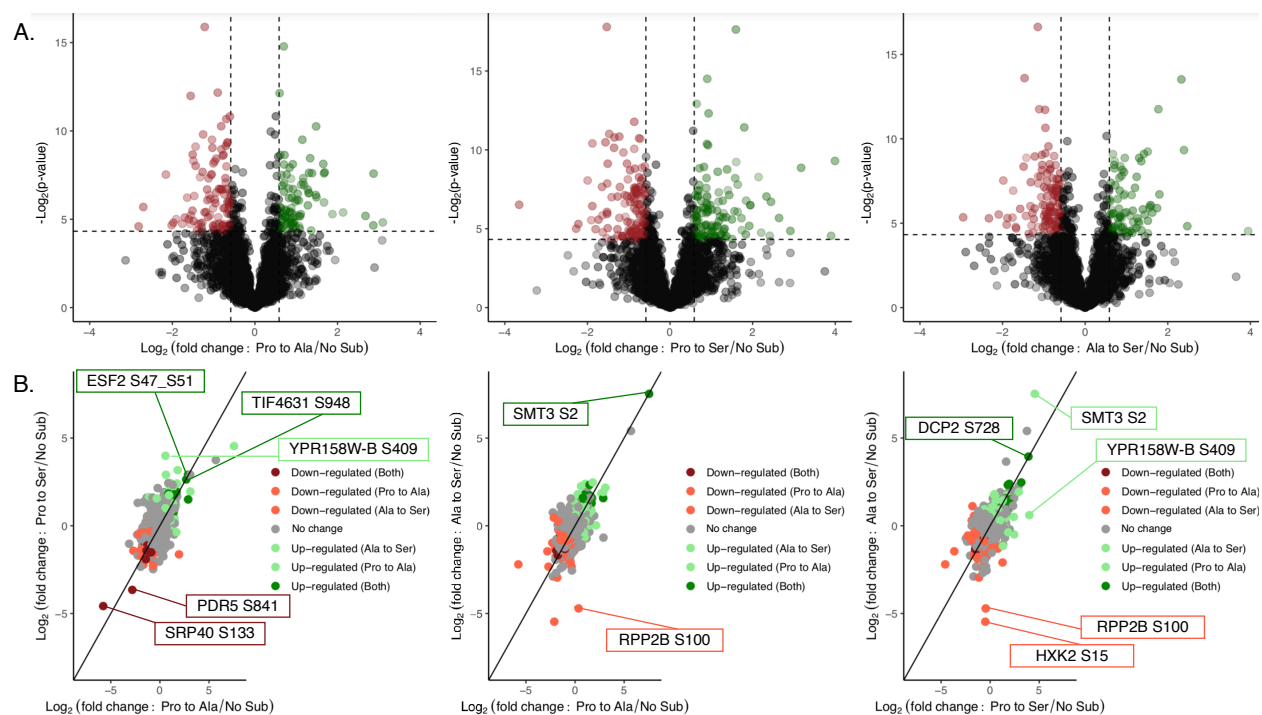 A.
15
10
5
0
-Log2(p-value)
−4
−2
0
2
4
Log2 (fold change : Pro to Ala/No Sub)
15
10
5
0
-Log2(p-value)
−4
−2
0
2
4
Log2 (fold change : Pro to Ser/No Sub)
15
10
5
0
-Log2(p-value)
−4
−2
0
2
4
Log2 (fold change : Ala to Ser/No Sub)
B.
ESF2 S47_S51
TIF4631 S948
YPR158W-B S409
Down−regulated (Both)
Down−regulated (Pro to Ala)
Down−regulated (Ala to Ser)
No change
Up−regulated (Ala to Ser)
Up−regulated (Pro to Ala)
Up−regulated (Both)
PDR5 S841
SRP40 S133
5
0
−5
Log2 (fold change : Pro to Ser/No Sub)
−5
0
5
Log2 (fold change : Pro to Ala/No Sub)
SMT3 S2
Down−regulated (Both)
Down−regulated (Pro to Ala)
Down−regulated (Ala to Ser)
No change
Up−regulated (Ala to Ser)
Up−regulated (Pro to Ala)
Up−regulated (Both)
RPP2B S100
5
0
−5
Log2 (fold change : Ala to Ser/No Sub)
−5
0
5
Log2 (fold change : Pro to Ala/No Sub)
SMT3 S2
DCP2 S728
YPR158W-B S409
Down−regulated (Both)
Down−regulated (Pro to Ala)
Down−regulated (Ala to Ser)
No change
Up−regulated (Ala to Ser)
Up−regulated (Pro to Ala)
Up−regulated (Both)
RPP2B S100
HXK2 S15
5
0
−5
Log2 (fold change : Ala to Ser/No Sub)
−5
0
5
Log2 (fold change : Pro to Ser/No Sub)